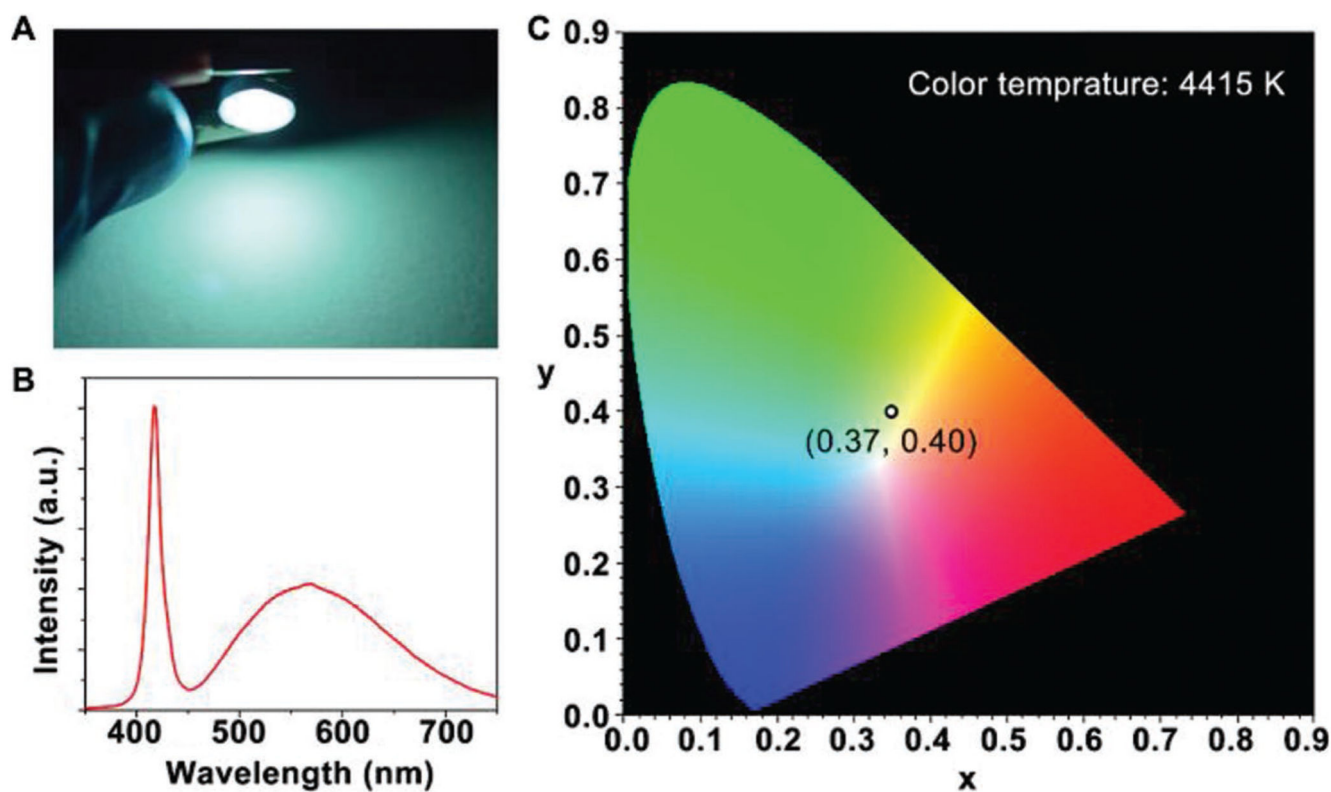 A
B
Intensity (a.u.)
400 500 600 700
Wavelength (nm)
C
Color temprature: 4415 K
0.9
0.8
0.7
0.6
0.5
y
0.4
(0.37, 0.40)
0.3
0.2
0.1
0.0
0.0 0.1 0.2 0.3 0.4 0.5 0.6 0.7 0.8 0.9
x